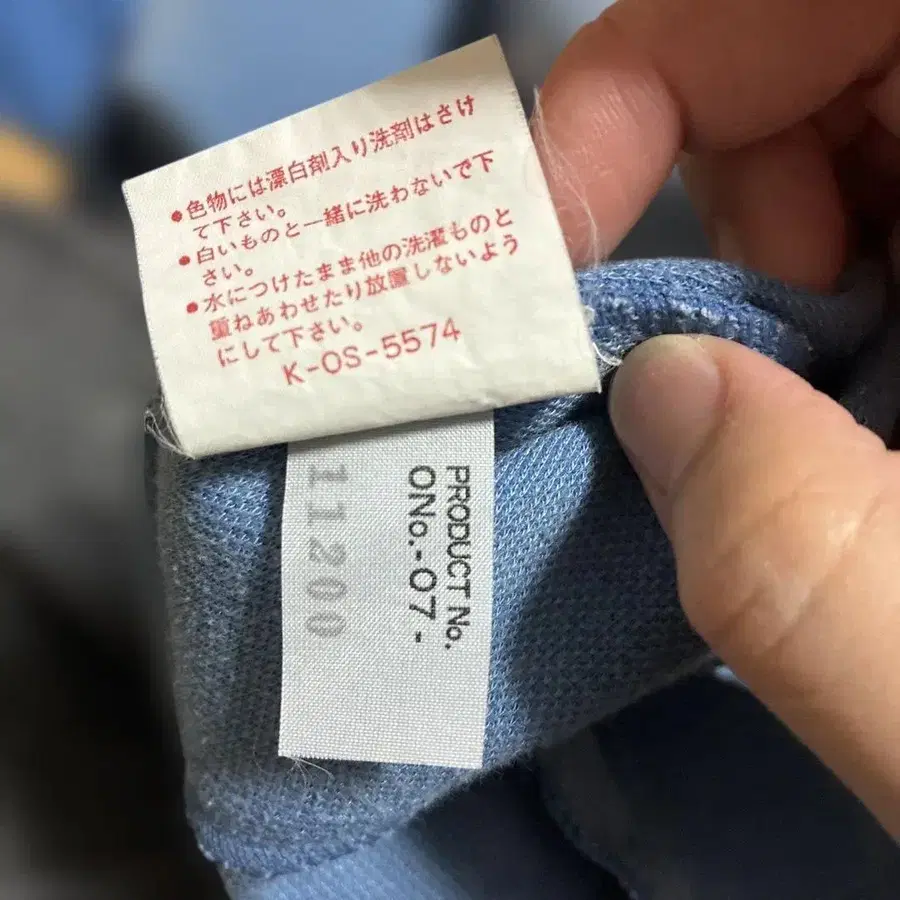 ●色物には漂白剤入り洗剤はさけ
て下さい。
●白いものと一緒に洗わないで下
さい。
●水につけたまま他の洗濯ものと
重ねあわせたり放置しないよう
にして下さい。
K-OS-5574
PRODUCT No.
ONo.-07-
11200